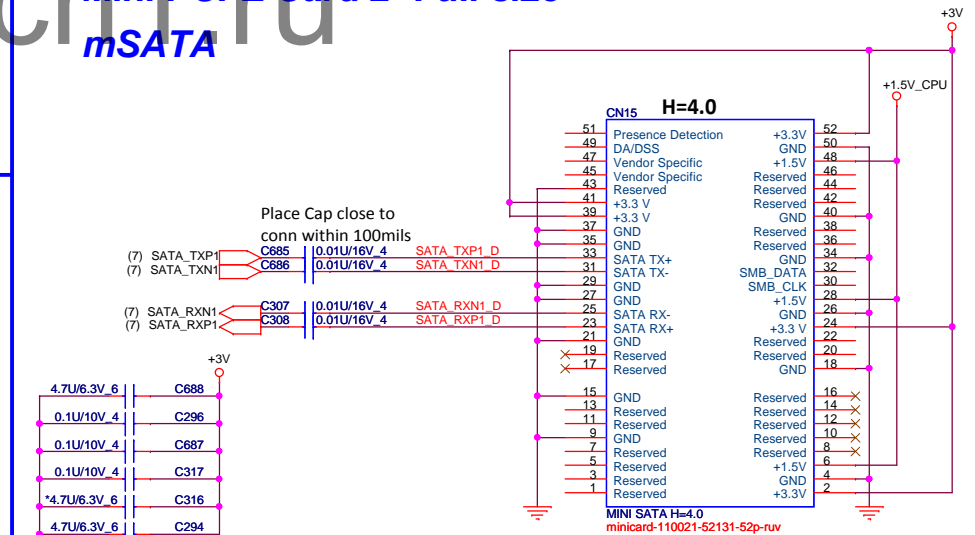 mSATA
+3V
+1.5V_CPU
CN15
H=4.0
51 Presence Detection +3.3V 52
49 DA/DSS GND 50
47 Vendor Specific +1.5V 48
45 Vendor Specific Reserved 46
43 Reserved Reserved 44
41 +3.3 V Reserved 42
39 +3.3 V GND 40
37 GND Reserved 38
35 GND Reserved 36
33 SATA TX+ GND 34
31 SATA TX- SMB_DATA 32
29 GND SMB_CLK 30
27 GND +1.5V 28
25 SATA RX- GND 26
23 SATA RX+ +3.3 V 24
21 GND Reserved 22
19 Reserved Reserved 20
17 Reserved GND 18
15 GND Reserved 16
13 Reserved Reserved 14
11 Reserved Reserved 12
9 GND Reserved 10
7 Reserved Reserved 8
5 Reserved +1.5V 6
3 Reserved GND 4
1 Reserved +3.3V 2
MINI SATA H=4.0
minicard-110021-52131-52p-ruv
Place Cap close to
conn within 100mils
(7) SATA_TXP1 C685 0.01U/16V_4 SATA_TXP1_D
(7) SATA_TXN1 C686 0.01U/16V_4 SATA_TXN1_D
(7) SATA_RXN1 C307 0.01U/16V_4 SATA_RXN1_D
(7) SATA_RXP1 C308 0.01U/16V_4 SATA_RXP1_D
+3V
4.7U/6.3V_6 C688
0.1U/10V_4 C296
0.1U/10V_4 C687
0.1U/10V_4 C317
*4.7U/6.3V_6 C316
4.7U/6.3V_6 C294